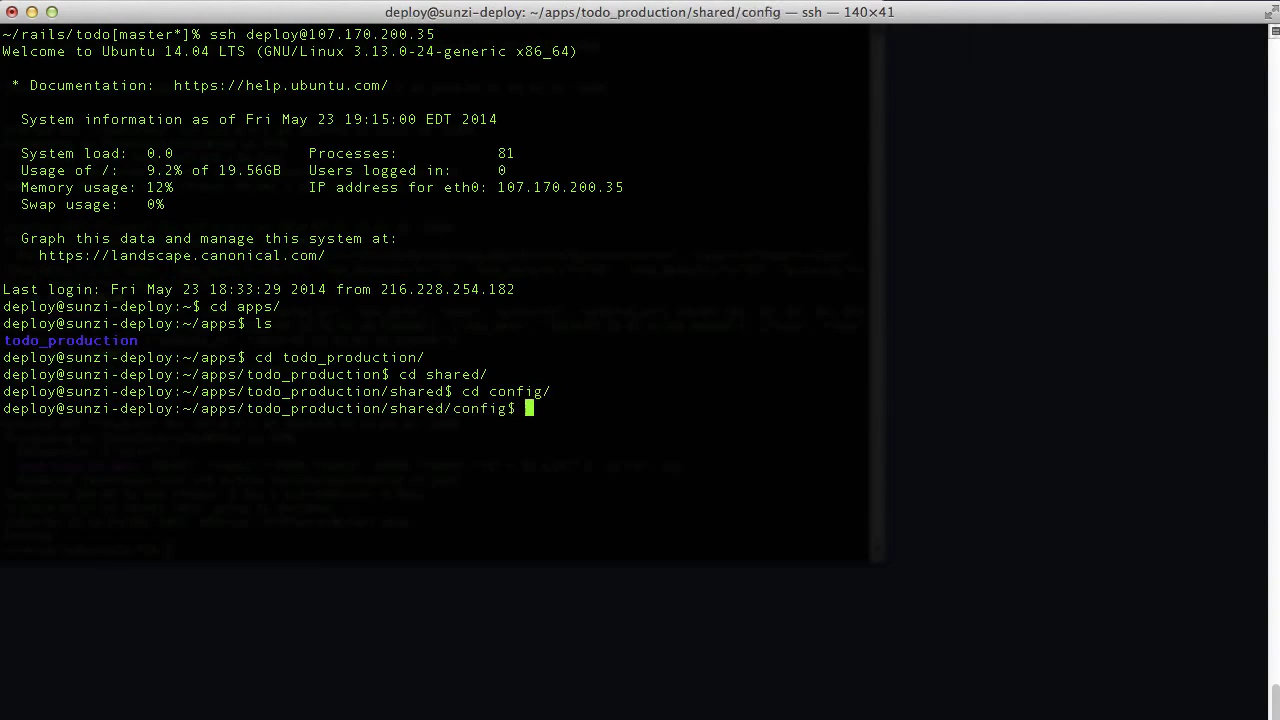 deploy@sunzi-deploy: ~/apps/todo_production/shared/config — ssh — 140×41
~/rails/todo[master*]% ssh deploy@107.170.200.35
Welcome to Ubuntu 14.04 LTS (GNU/Linux 3.13.0-24-generic x86_64)
* Documentation:  https://help.ubuntu.com/
System information as of Fri May 23 19:15:00 EDT 2014
System load:  0.0               Processes:           81
Usage of /:   9.2% of 19.56GB   Users logged in:     0
Memory usage: 12%               IP address for eth0: 107.170.200.35
Swap usage:   0%
Graph this data and manage this system at:
https://landscape.canonical.com/
Last login: Fri May 23 18:33:29 2014 from 216.228.254.182
deploy@sunzi-deploy:~$ cd apps/
deploy@sunzi-deploy:~/apps$ ls
todo_production
deploy@sunzi-deploy:~/apps$ cd todo_production/
deploy@sunzi-deploy:~/apps/todo_production$ cd shared/
deploy@sunzi-deploy:~/apps/todo_production/shared$ cd config/
deploy@sunzi-deploy:~/apps/todo_production/shared/config$